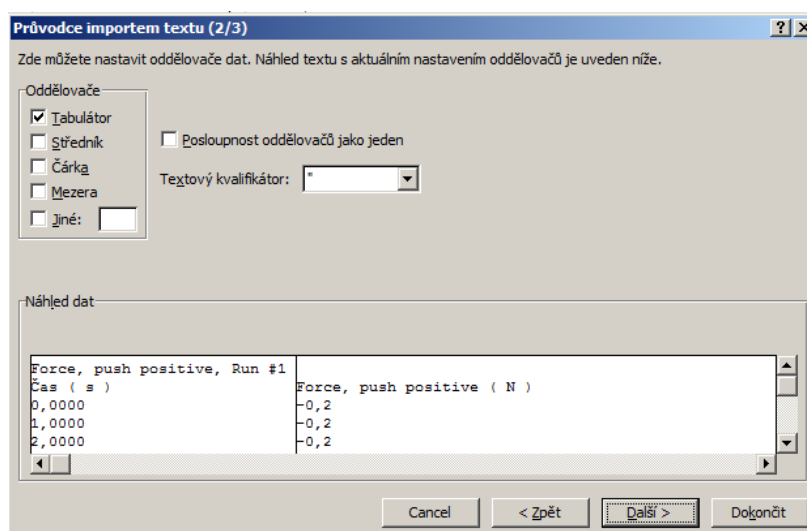 Průvodce importem textu (2/3)
Zde můžete nastavit oddělovače dat. Náhled textu s aktuálním nastavením oddělovačů je uveden níže.
Oddělovače
Tabulátor
Středník
Čárka
Mezera
Jiné:
Posloupnost oddělovačů jako jeden
Textový kvalifikátor: "
Náhled dat
Force, push positive, Run #1
Čas ( s ) Force, push positive ( N )
0,0000 -0,2
1,0000 -0,2
2,0000 -0,2
Cancel < Zpět Další > Dokončit